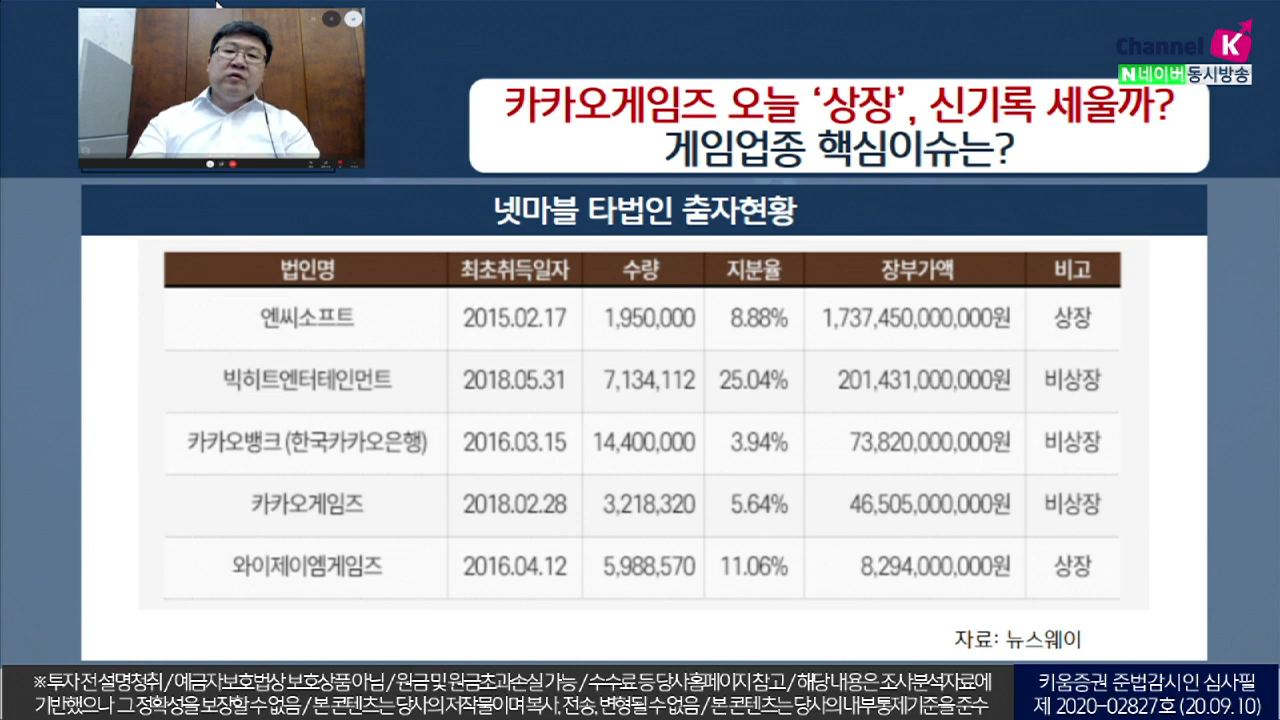 Channel K
N네이버 동시방송
카카오게임즈 오늘 ‘상장’, 신기록 세울까?
게임업종 핵심이슈는?
넷마블 타법인 출자현황
법인명 최초취득일자 수량 지분율 장부가액 비고
엔씨소프트 2015.02.17 1,950,000 8.88% 1,737,450,000,000원 상장
빅히트엔터테인먼트 2018.05.31 7,134,112 25.04% 201,431,000,000원 비상장
카카오뱅크 (한국카카오은행) 2016.03.15 14,400,000 3.94% 73,820,000,000원 비상장
카카오게임즈 2018.02.28 3,218,320 5.64% 46,505,000,000원 비상장
와이제이엠게임즈 2016.04.12 5,988,570 11.06% 8,294,000,000원 상장
자료: 뉴스웨이
※투자 전 설명청취 / 예금자보호법상 보호상품 아님 / 원금 및 원금초과손실 가능 / 수수료 등 당사홈페이지 참고 / 해당 내용은 조사분석자료에
기반했으나 그 정확성을 보장할 수 없음 / 본 콘텐츠는 당사의 저작물이며 복사, 전송, 변형될 수 없음 / 본 콘텐츠는 당사의 내부통제기준을 준수
키움증권 준법감시인 심사필
제 2020-02827호 (20.09.10)